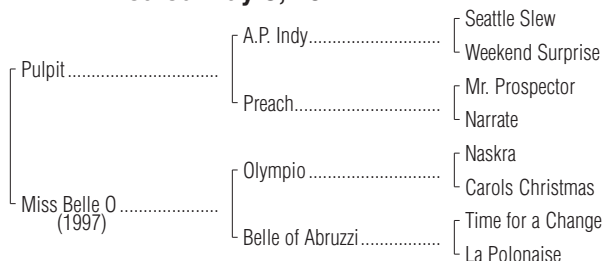 Seattle Slew
A.P. Indy
Weekend Surprise
Pulpit
Mr. Prospector
Preach
Narrate
Naskra
Olympio
Carols Christmas
Miss Belle O
(1997)
Time for a Change
Belle of Abruzzi
La Polonaise